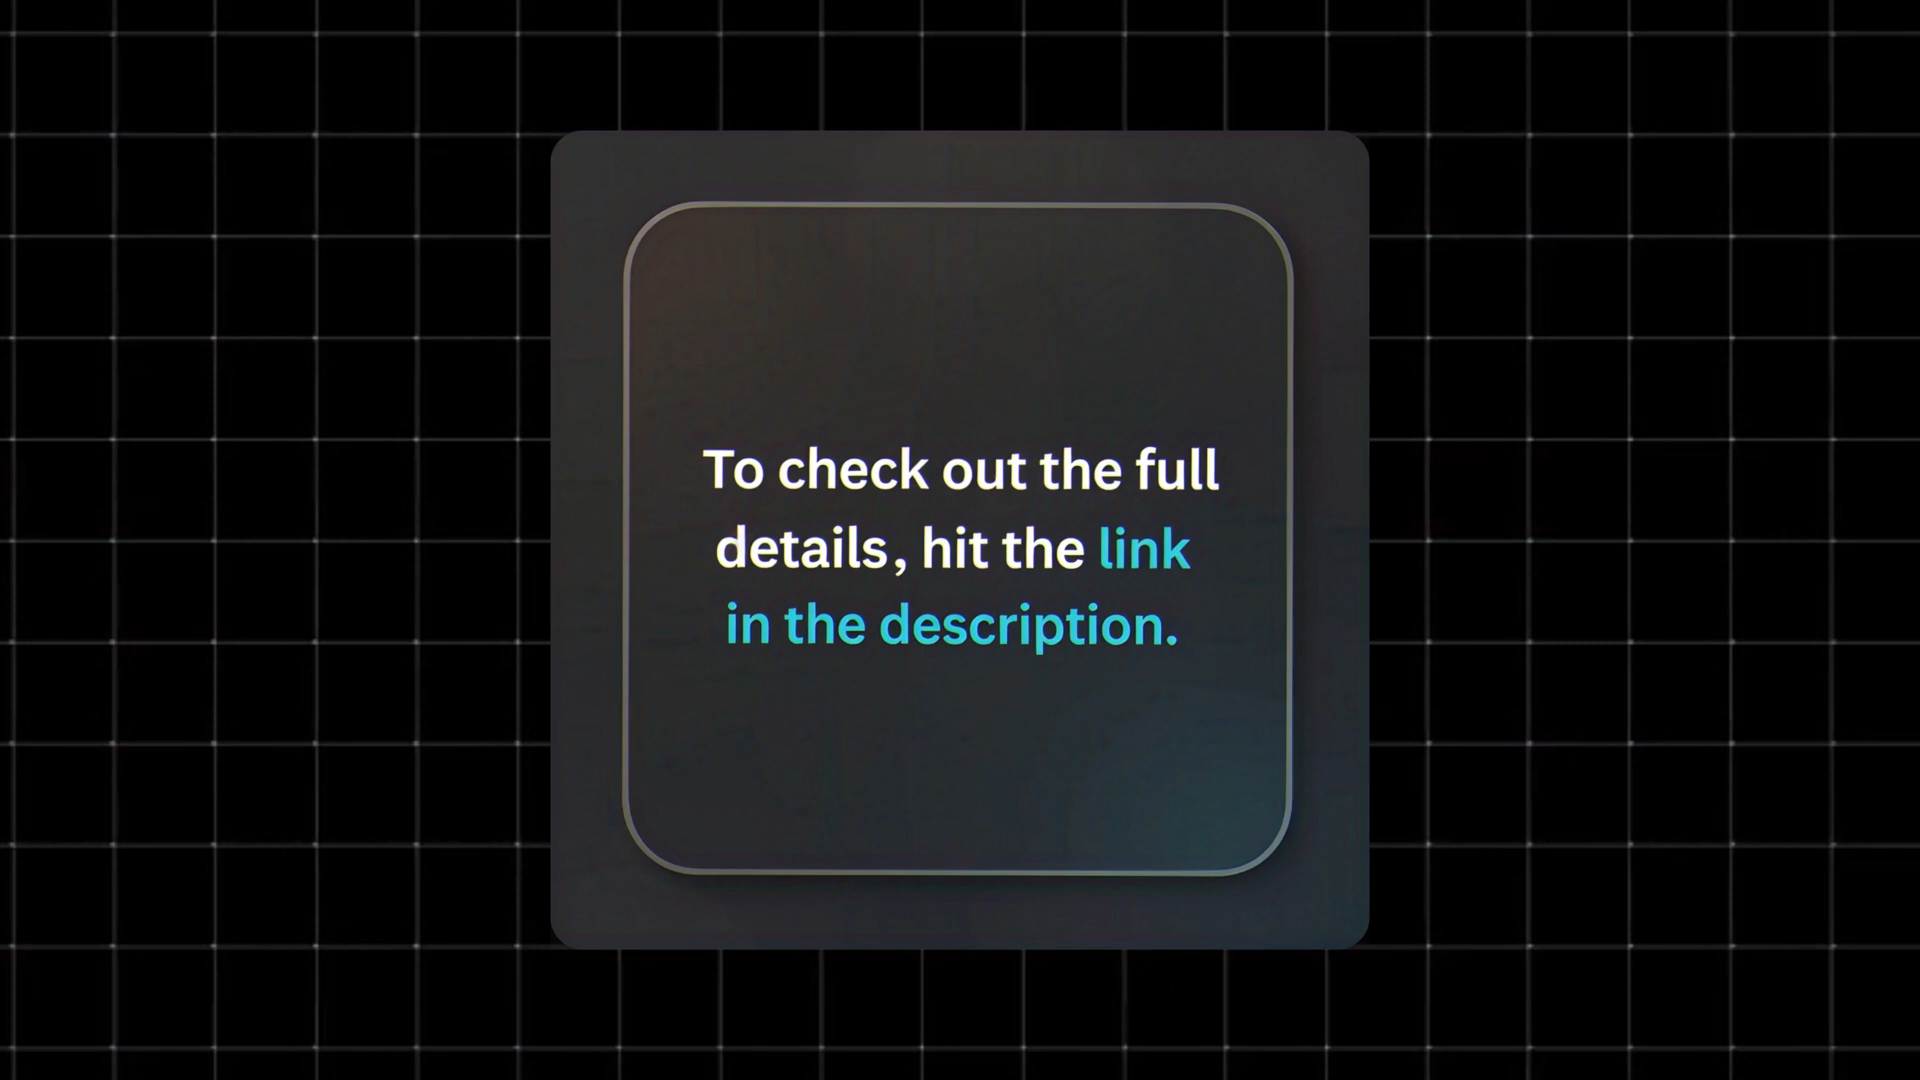 To check out the full
details, hit the link
in the description.